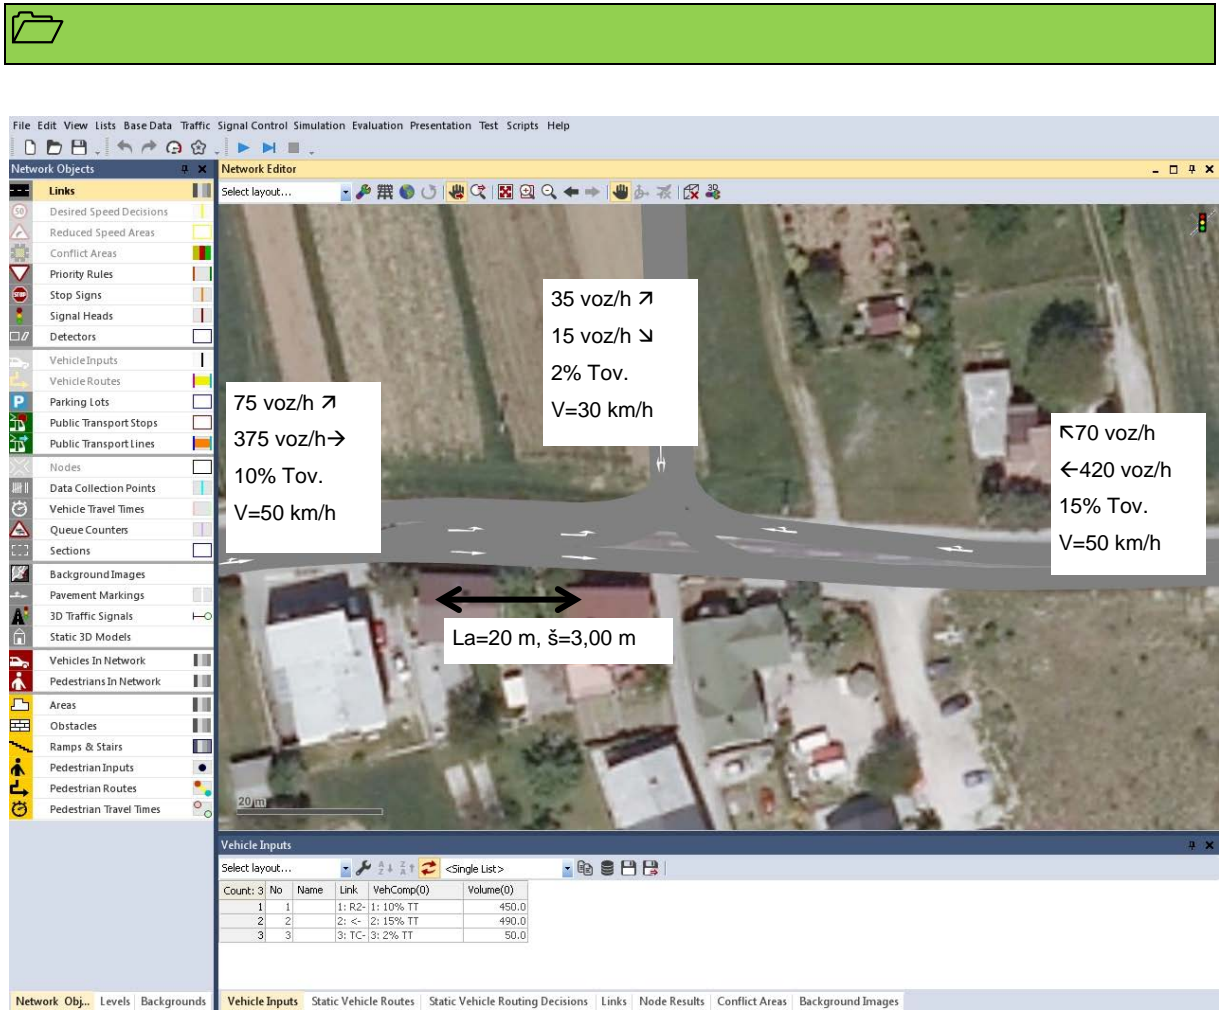 File Edit View Lists Base Data Traffic Signal Control Simulation Evaluation Presentation Test Scripts Help
Network Objects
Links
Desired Speed Decisions
Reduced Speed Areas
Conflict Areas
Priority Rules
Stop Signs
Signal Heads
Detectors
Vehicle Inputs
Vehicle Routes
Parking Lots
Public Transport Stops
Public Transport Lines
Nodes
Data Collection Points
Vehicle Travel Times
Queue Counters
Sections
Background Images
Pavement Markings
3D Traffic Signals
Static 3D Models
Vehicles In Network
Pedestrians In Network
Areas
Obstacles
Ramps & Stairs
Pedestrian Inputs
Pedestrian Routes
Pedestrian Travel Times
Network Obj... Levels Backgrounds
Network Editor
Select layout...
35 voz/h ↗
15 voz/h ↘
2% Tov.
V=30 km/h
75 voz/h ↗
375 voz/h→
10% Tov.
V=50 km/h
↖70 voz/h
←420 voz/h
15% Tov.
V=50 km/h
La=20 m, š=3,00 m
20 m
Vehicle Inputs
Select layout... <Single List>
Count: 3 No Name Link VehComp(0) Volume(0)
1 1 1: R2- 1: 10% TT 450.0
2 2 2: <- 2: 15% TT 490.0
3 3 3: TC- 3: 2% TT 50.0
Vehicle Inputs Static Vehicle Routes Static Vehicle Routing Decisions Links Node Results Conflict Areas Background Images